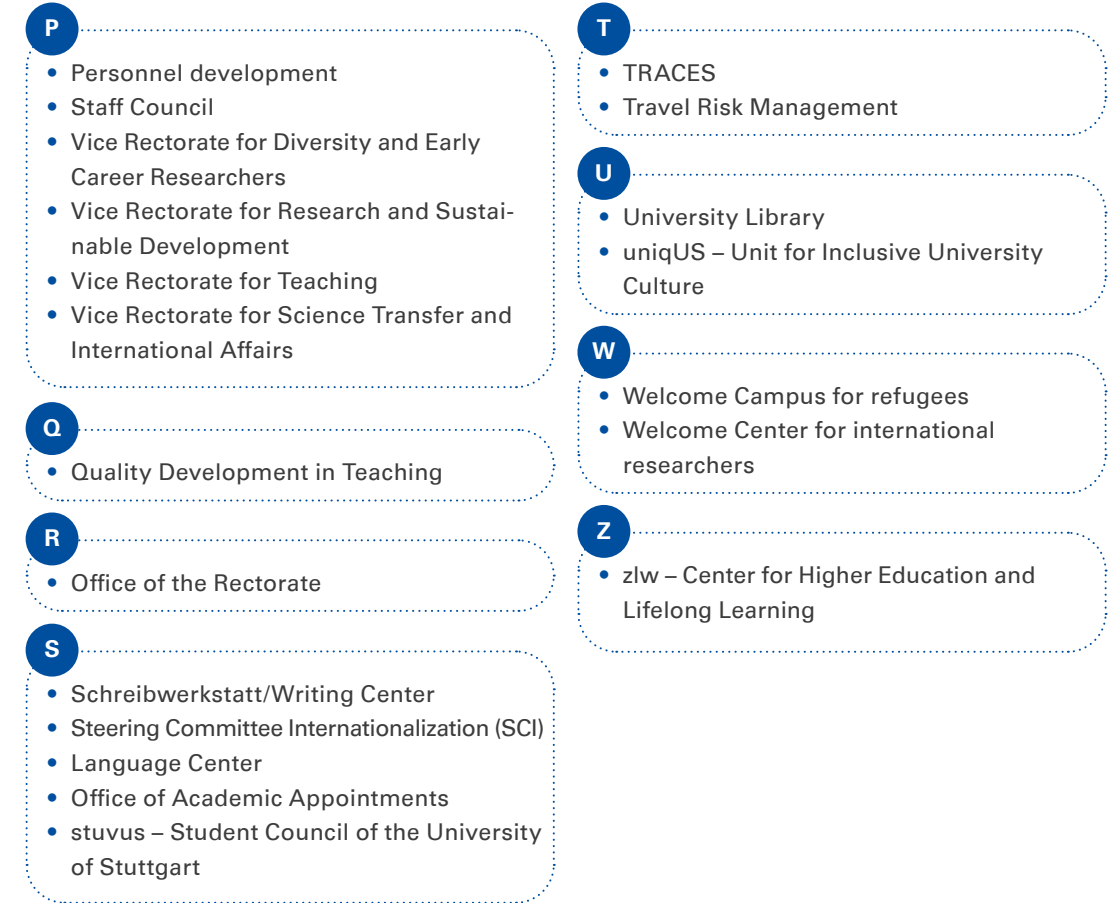 P
• Personnel development
• Staff Council
• Vice Rectorate for Diversity and Early
Career Researchers
• Vice Rectorate for Research and Sustai-
nable Development
• Vice Rectorate for Teaching
• Vice Rectorate for Science Transfer and
International Affairs
Q
• Quality Development in Teaching
R
• Office of the Rectorate
S
• Schreibwerkstatt/Writing Center
• Steering Committee Internationalization (SCI)
• Language Center
• Office of Academic Appointments
• stuvus – Student Council of the University
of Stuttgart
T
• TRACES
• Travel Risk Management
U
• University Library
• uniqUS – Unit for Inclusive University
Culture
W
• Welcome Campus for refugees
• Welcome Center for international
researchers
Z
• zlw – Center for Higher Education and
Lifelong Learning